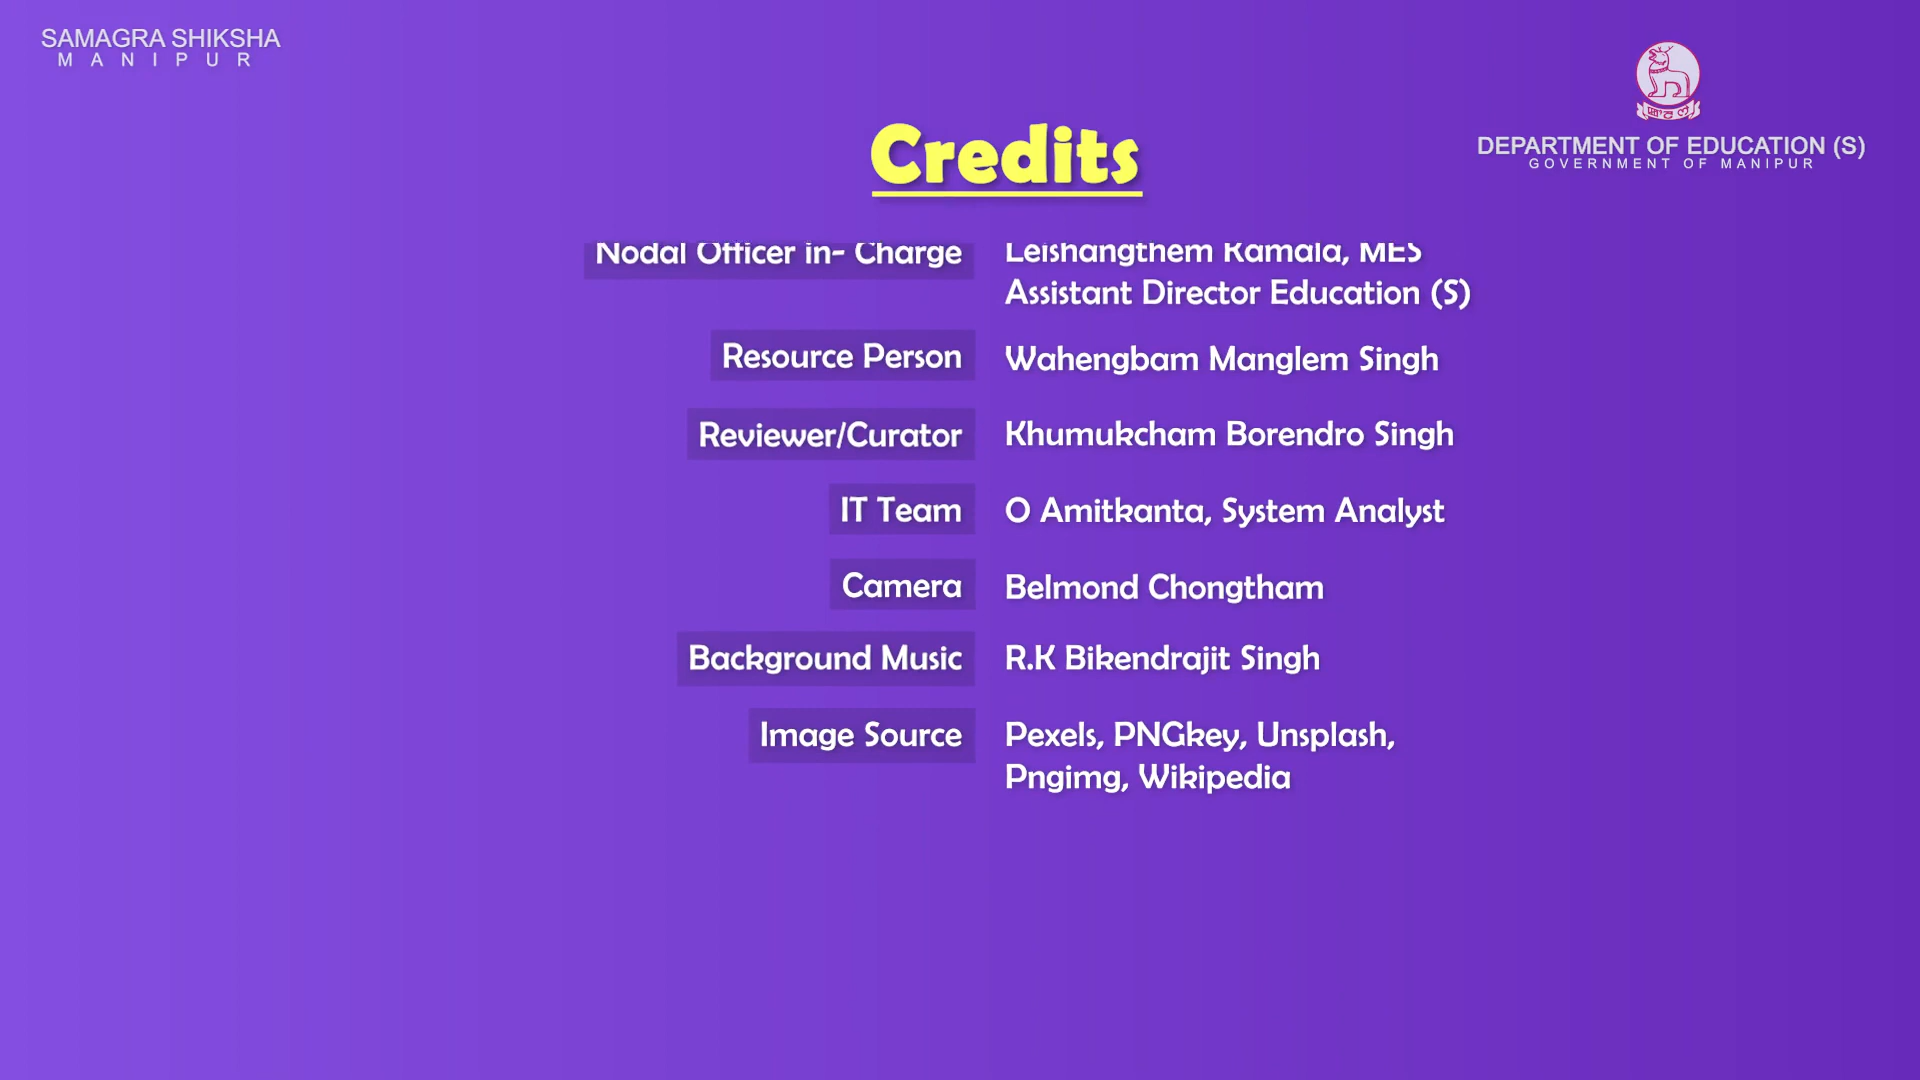 SAMAGRA SHIKSHA
MANIPUR
DEPARTMENT OF EDUCATION (S)
GOVERNMENT OF MANIPUR
Credits
Nodal Officer in- Charge Leishangthem Kamala, MES
Assistant Director Education (S)
Resource Person Wahengbam Manglem Singh
Reviewer/Curator Khumukcham Borendro Singh
IT Team O Amitkanta, System Analyst
Camera Belmond Chongtham
Background Music R.K Bikendrajit Singh
Image Source Pexels, PNGkey, Unsplash,
Pngimg, Wikipedia